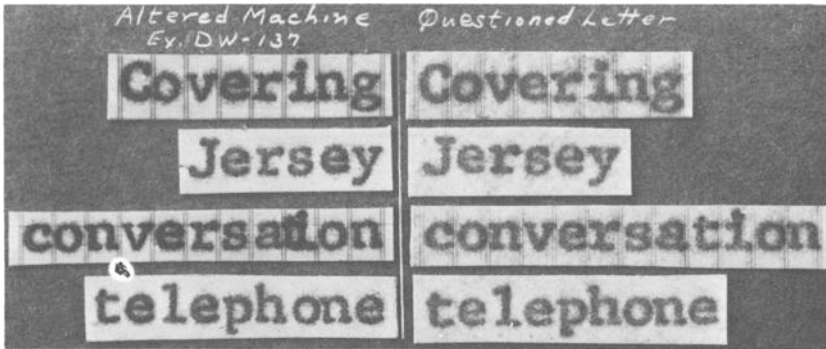 Altered Machine Questioned Letter
Ex. DW-137
Covering Covering
Jersey Jersey
conversation conversation
telephone telephone